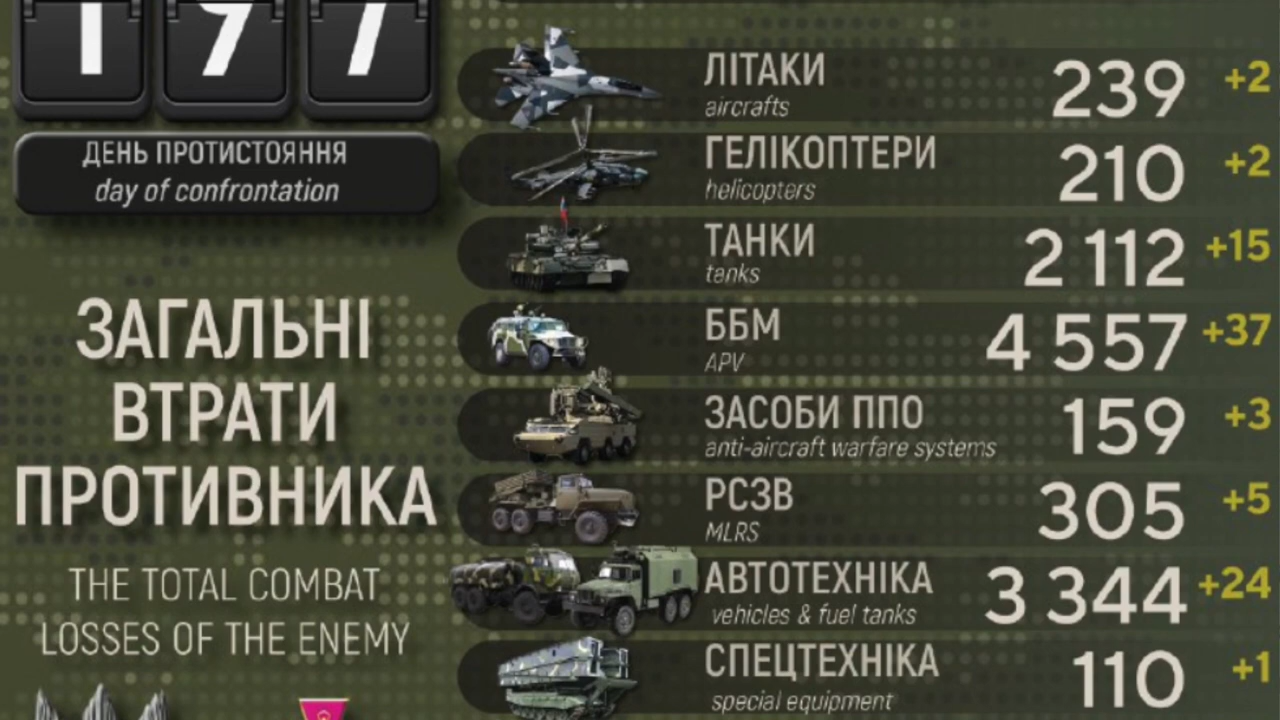 197
ДЕНЬ ПРОТИСТОЯННЯ
day of confrontation
ЗАГАЛЬНІ
ВТРАТИ
ПРОТИВНИКА
THE TOTAL COMBAT
LOSSES OF THE ENEMY
ЛІТАКИ 239 +2
aircrafts
ГЕЛІКОПТЕРИ 210 +2
helicopters
ТАНКИ 2 112 +15
tanks
ББМ 4 557 +37
APV
ЗАСОБИ ППО 159 +3
anti-aircraft warfare systems
РСЗВ 305 +5
MLRS
АВТОТЕХНІКА 3 344 +24
vehicles & fuel tanks
СПЕЦТЕХНІКА 110 +1
special equipment